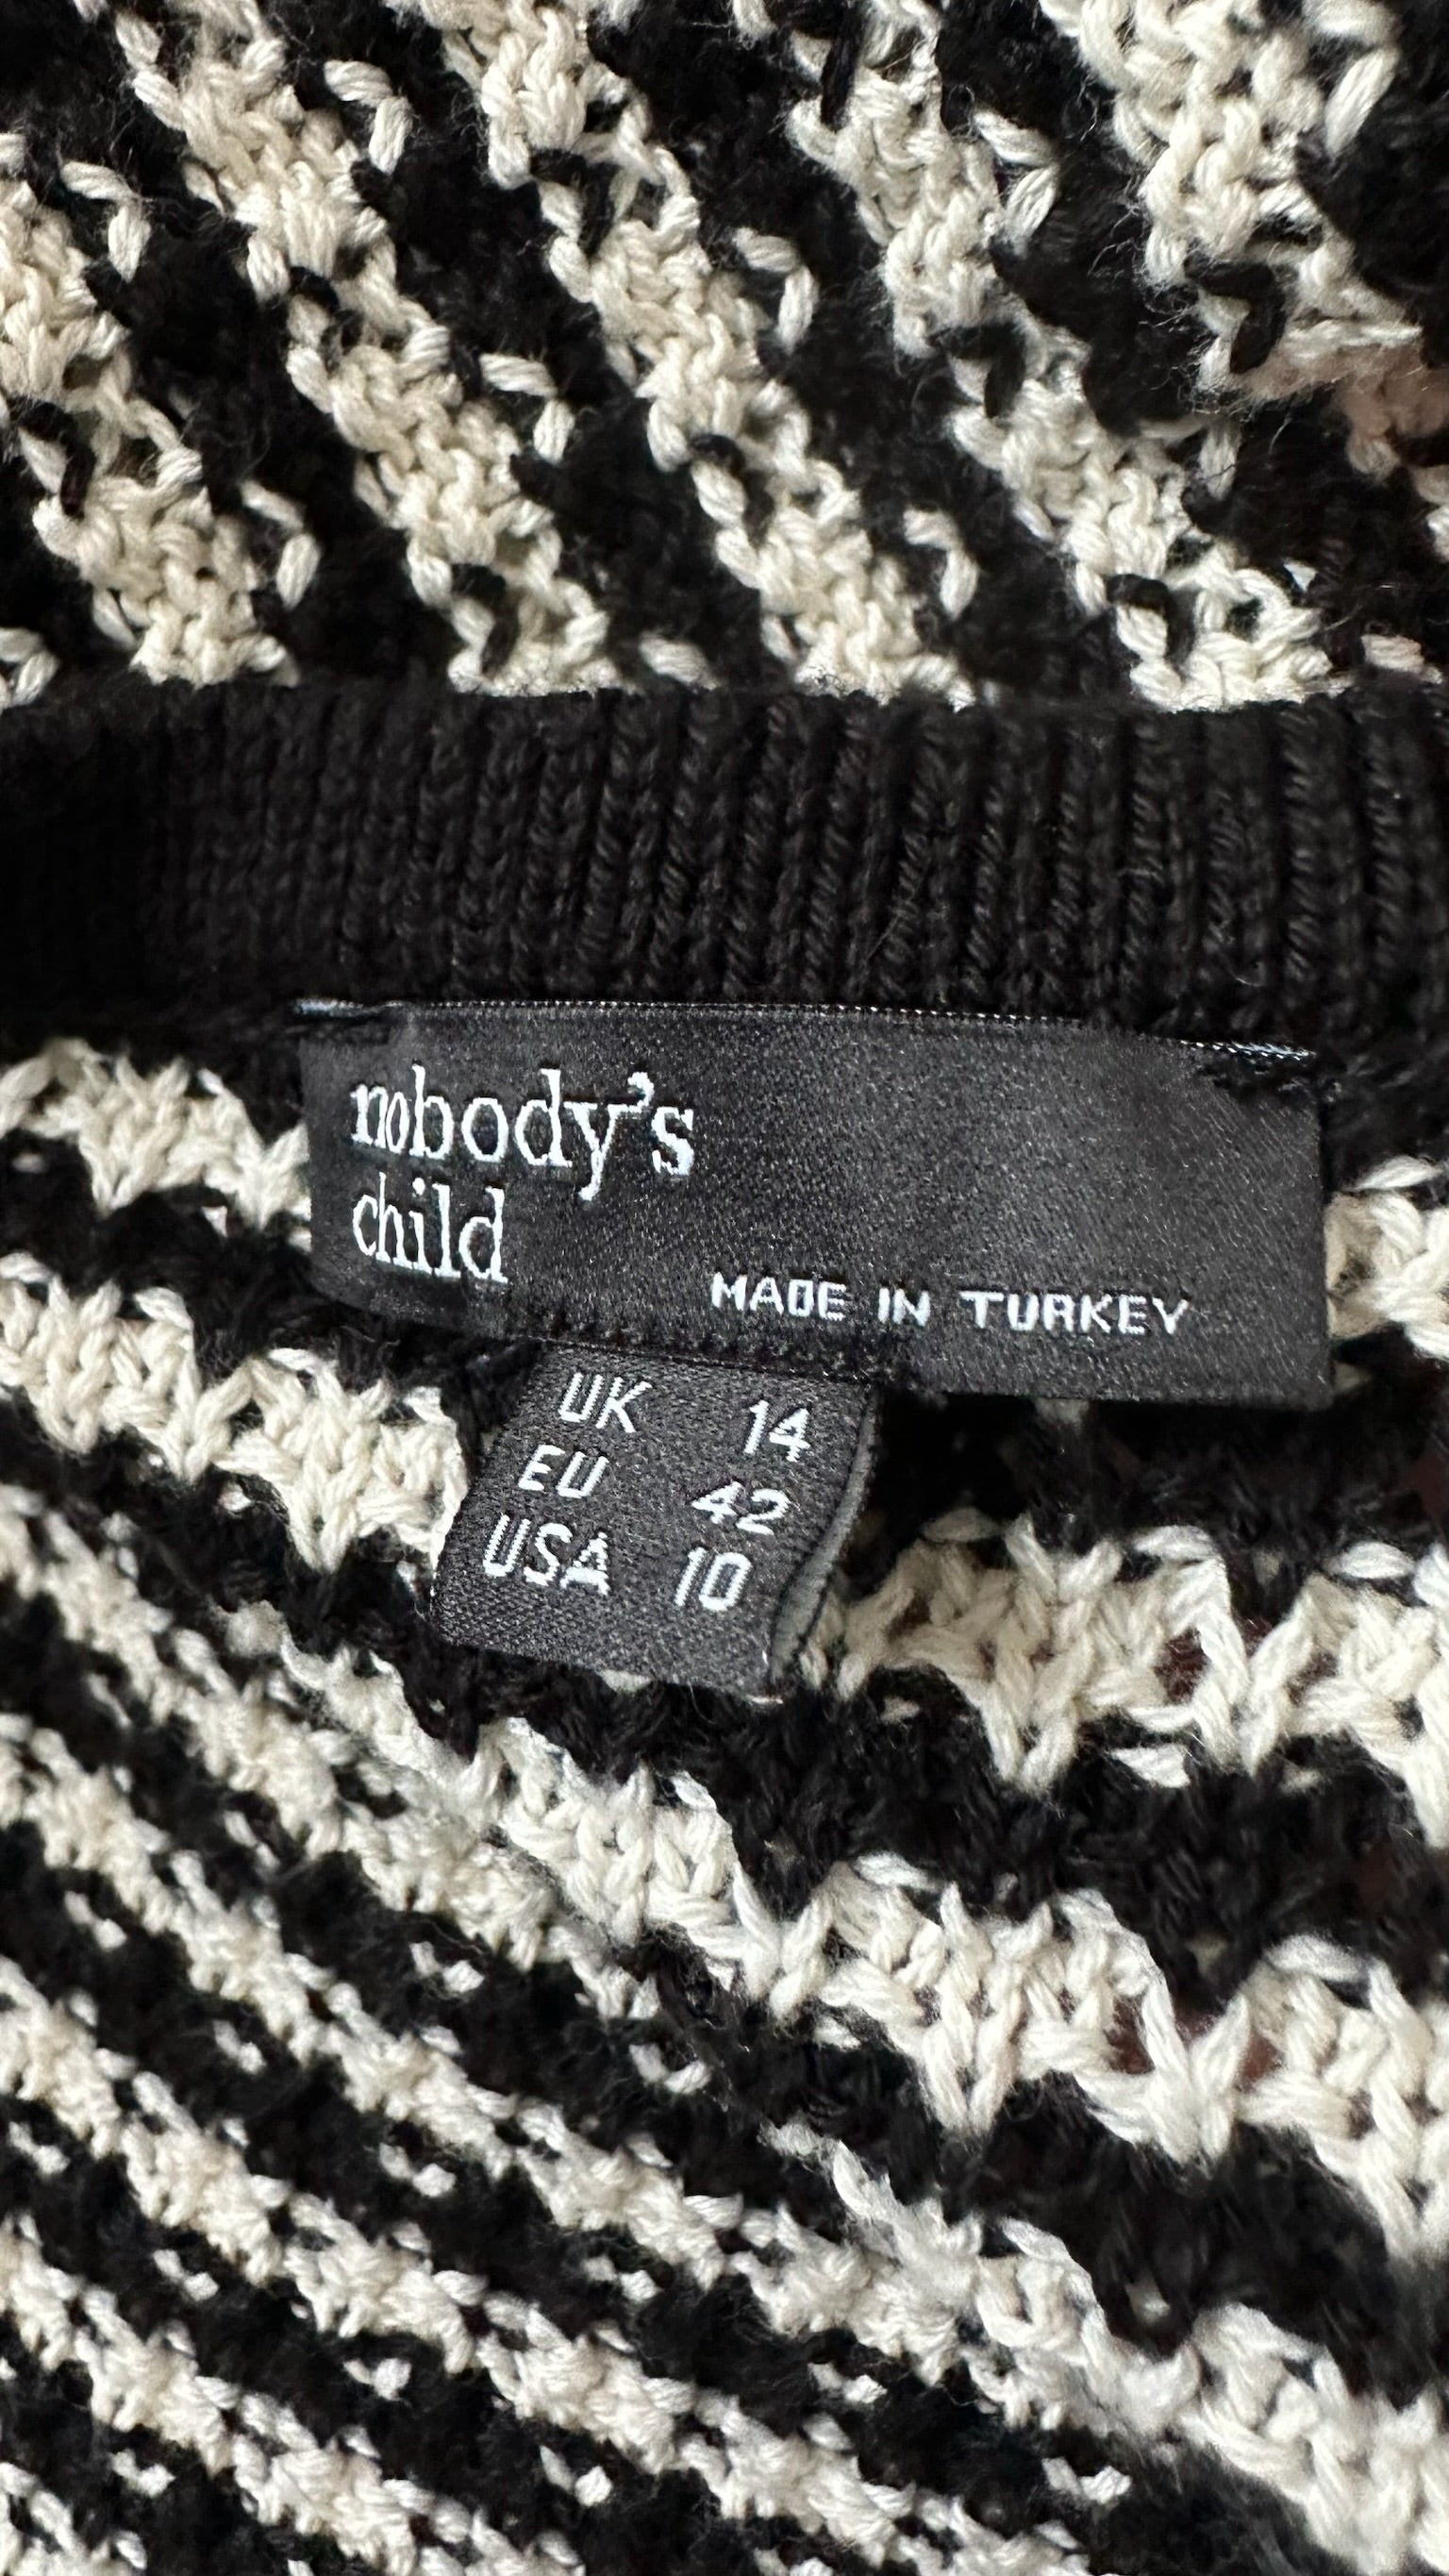 nobody's
child
MADE IN TURKEY
UK 14
EU 42
USA 10